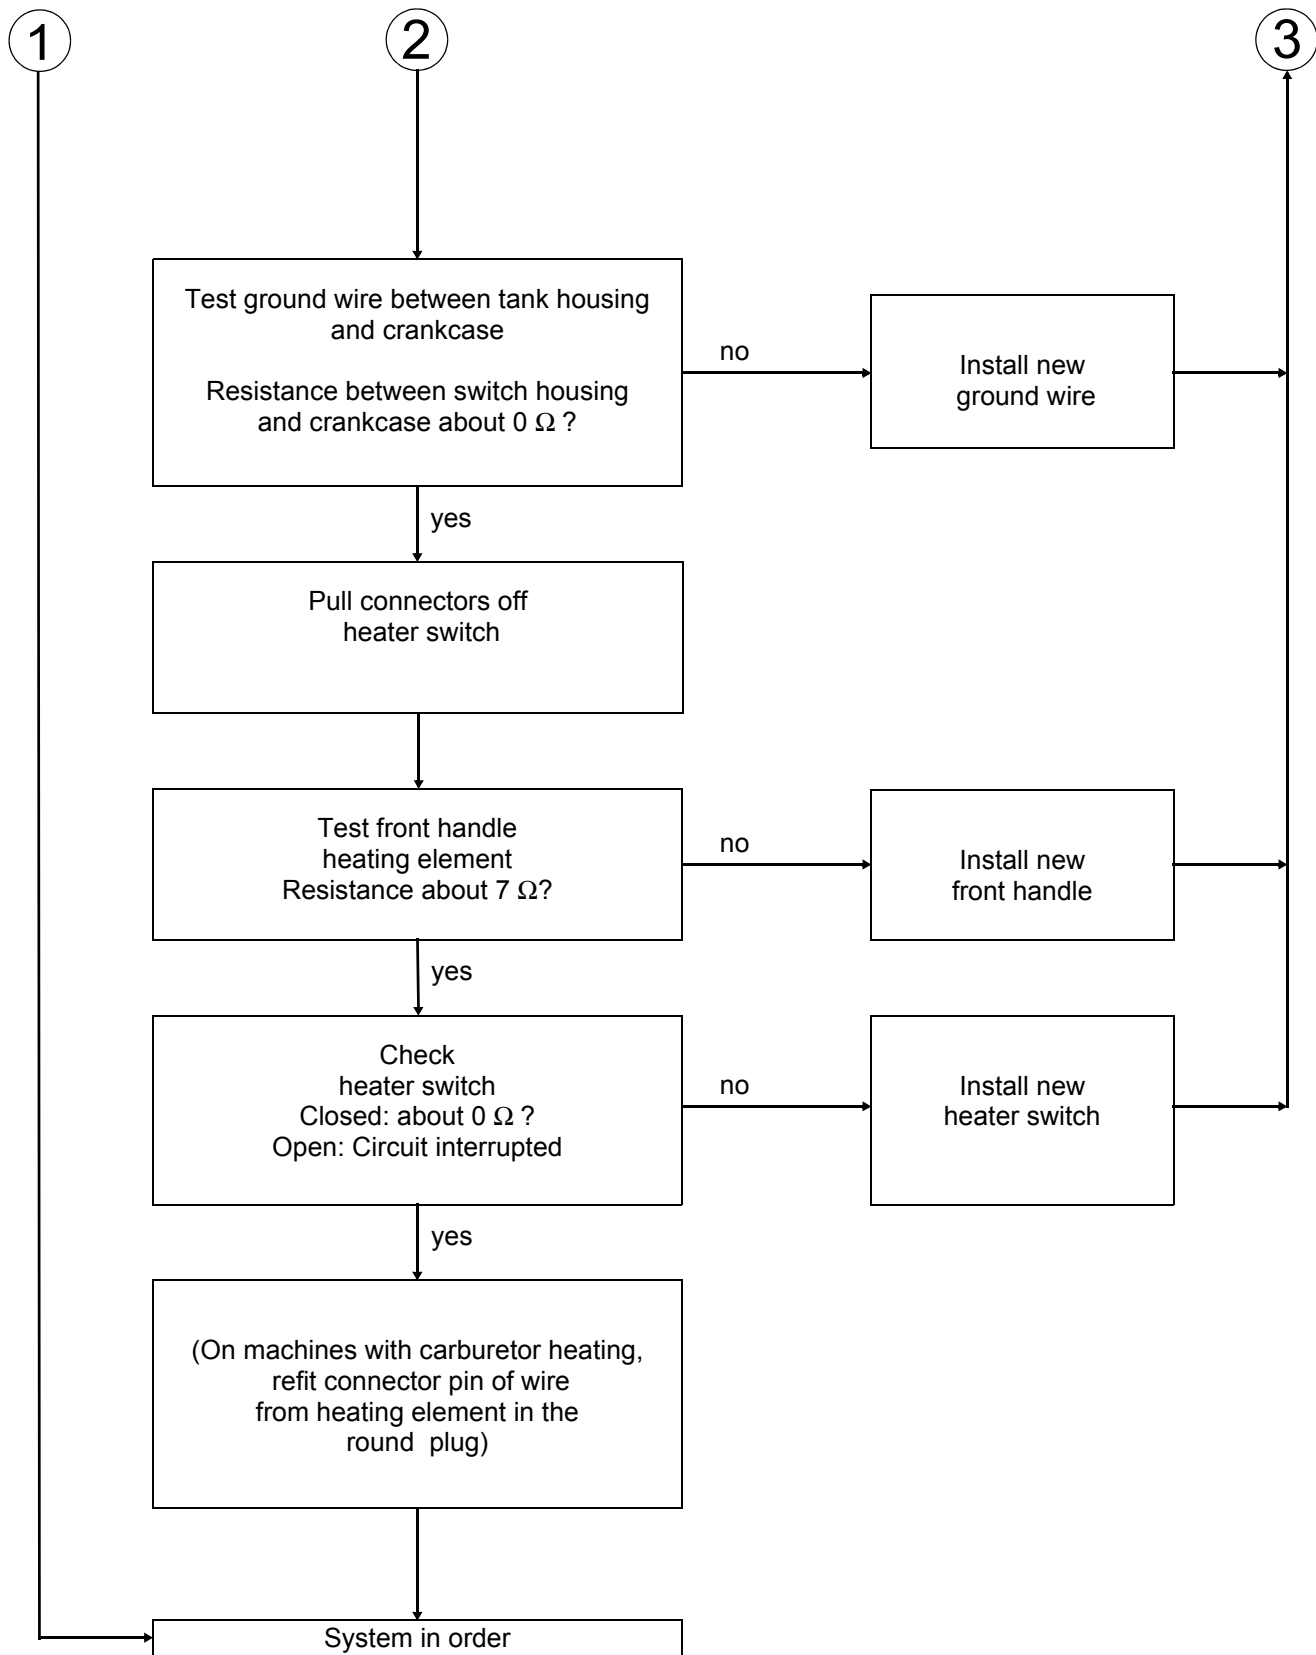 1
2
3
Test ground wire between tank housing
and crankcase
Resistance between switch housing
and crankcase about 0 Ω ?
no
Install new
ground wire
yes
Pull connectors off
heater switch
Test front handle
heating element
Resistance about 7 Ω?
no
Install new
front handle
yes
Check
heater switch
Closed: about 0 Ω ?
Open: Circuit interrupted
no
Install new
heater switch
yes
(On machines with carburetor heating,
refit connector pin of wire
from heating element in the
round plug)
System in order